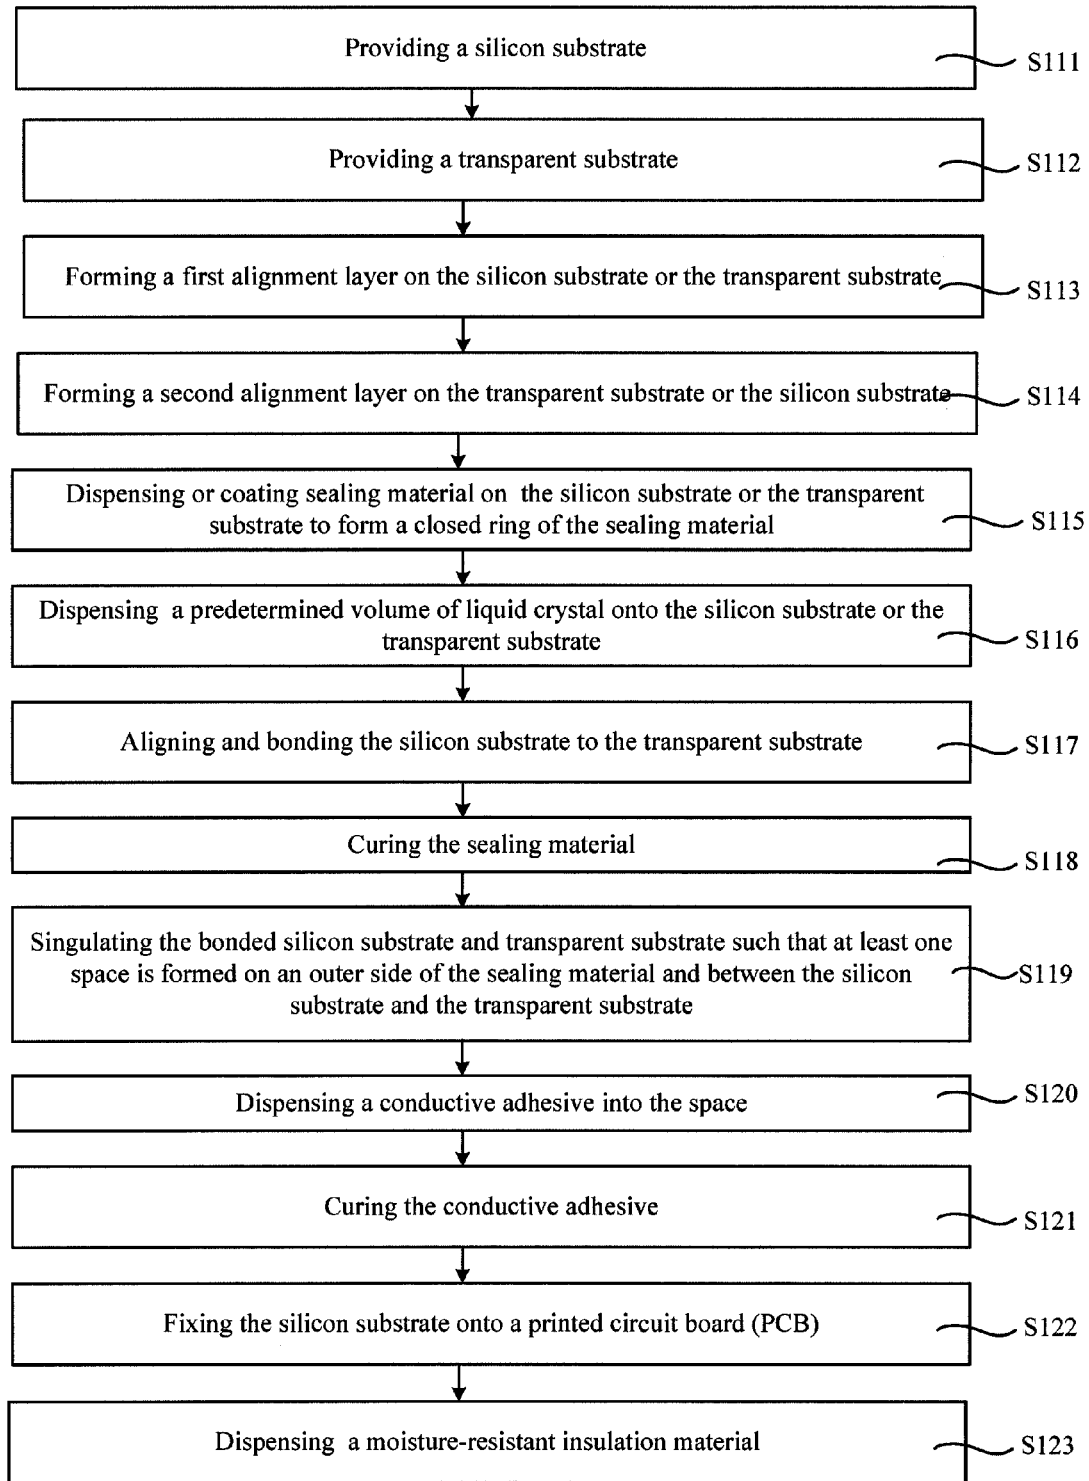 Providing a silicon substrate
S111
Providing a transparent substrate
S112
Forming a first alignment layer on the silicon substrate or the transparent substrate
S113
Forming a second alignment layer on the transparent substrate or the silicon substrate
S114
Dispensing or coating sealing material on the silicon substrate or the transparent
substrate to form a closed ring of the sealing material
S115
Dispensing a predetermined volume of liquid crystal onto the silicon substrate or the
transparent substrate
S116
Aligning and bonding the silicon substrate to the transparent substrate
S117
Curing the sealing material
S118
Singulating the bonded silicon substrate and transparent substrate such that at least one
space is formed on an outer side of the sealing material and between the silicon
substrate and the transparent substrate
S119
Dispensing a conductive adhesive into the space
S120
Curing the conductive adhesive
S121
Fixing the silicon substrate onto a printed circuit board (PCB)
S122
Dispensing a moisture-resistant insulation material
S123